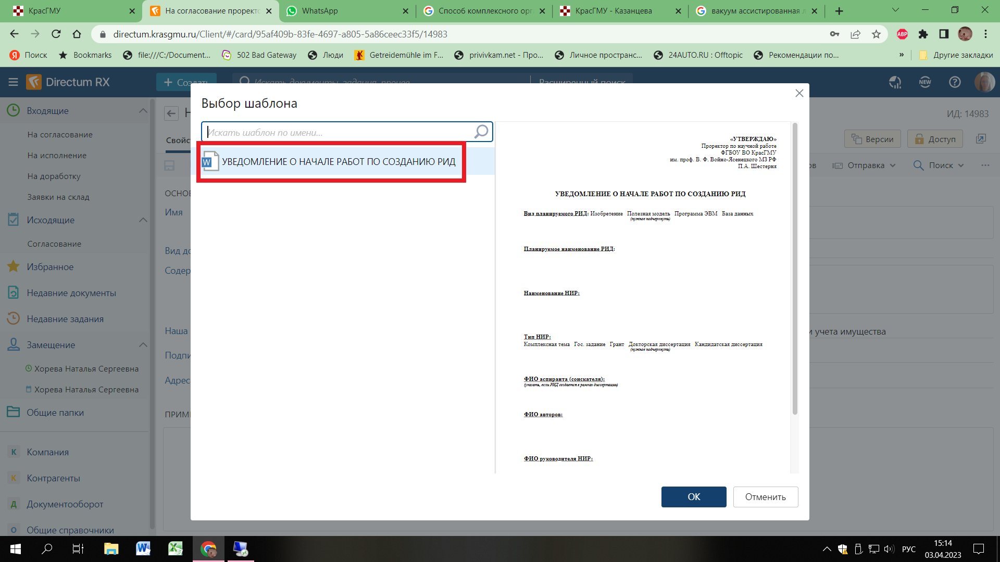 КрасГМУ
На согласование проректо
WhatsApp
Способ комплексного орга
КрасГМУ - Казанцева
вакуум ассистированная л
directum.krasgmu.ru/Client/#/card/95af409b-83fe-4697-a805-5a86ceec33f5/14983
ABP
Поиск
Bookmarks
file:///C:/Document...
502 Bad Gateway
Люди
Getreidemühle im F...
privivkam.net - Про...
Личное пространс...
24AUTO.RU : Offtopic
Рекомендации по...
»
Другие закладки
Directum RX
Создать
Искать документы, задания, прочее
Расширенный поиск
NEW
Входящие
На согласование
На исполнение
На доработку
Заявки на склад
Исходящие
Согласование
Избранное
Недавние документы
Недавние задания
Замещение
Хорева Наталья Сергеевна
Хорева Наталья Сергеевна
Общие папки
К Компания
К Контрагенты
Д Документооборот
О Общие справочники
Н
ИД: 14983
Свойс
Версии
Доступ
ов
Отправка
Поиск
ОСНОВ
Имя
Вид до
Содер
Наша
и учета имущества
Подпи
Адрес
ПРИМ
Выбор шаблона
Искать шаблон по имени...
УВЕДОМЛЕНИЕ О НАЧАЛЕ РАБОТ ПО СОЗДАНИЮ РИД
«УТВЕРЖДАЮ»
Проректор по научной работе
ФГБОУ ВО КрасГМУ
им. проф. В. Ф. Войно-Ясенецкого МЗ РФ
П.А. Шестерня
УВЕДОМЛЕНИЕ О НАЧАЛЕ РАБОТ ПО СОЗДАНИЮ РИД
Вид планируемого РИД: Изобретение Полезная модель Программа ЭВМ База данных
(нужное подчеркнуть)
Планируемое наименование РИД:
Наименование НИР:
Тип НИР:
Комплексная тема Гос. задание Грант Докторская диссертация Кандидатская диссертация
(нужное подчеркнуть)
ФИО аспиранта (соискателя):
(указать, если РИД создается в рамках диссертации)
ФИО авторов:
ФИО руководителя НИР:
ОК
Отменить
РУС
15:14
03.04.2023